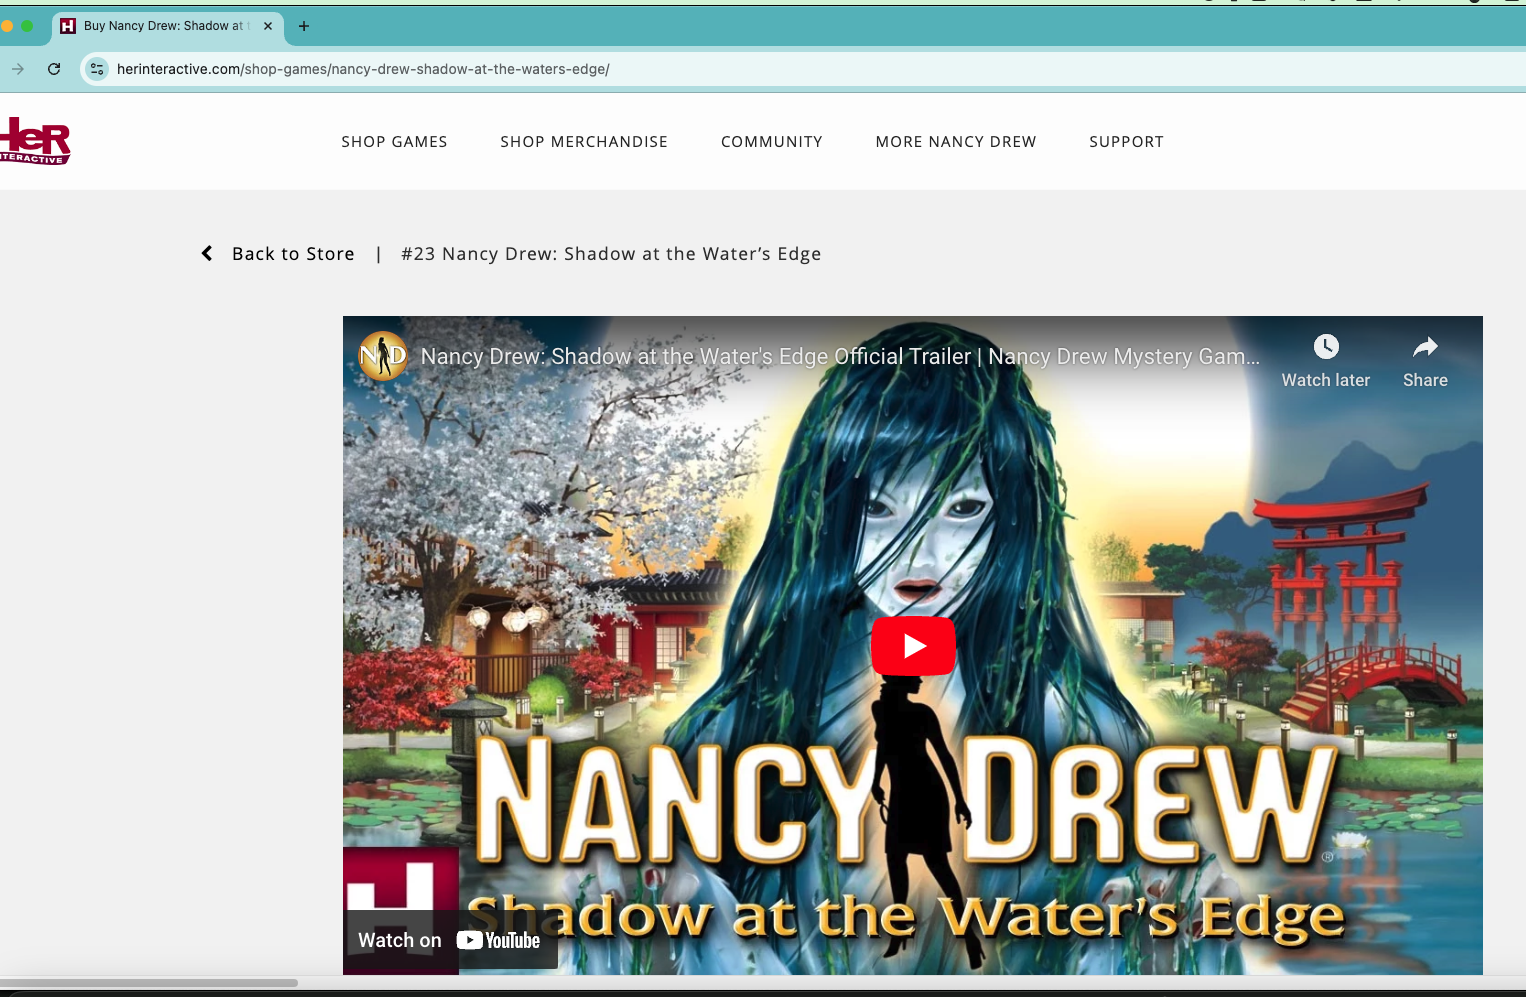 Buy Nancy Drew: Shadow at
herinteractive.com/shop-games/nancy-drew-shadow-at-the-waters-edge/
HeR
INTERACTIVE
SHOP GAMES
SHOP MERCHANDISE
COMMUNITY
MORE NANCY DREW
SUPPORT
Back to Store | #23 Nancy Drew: Shadow at the Water’s Edge
ND
Nancy Drew: Shadow at the Water's Edge Official Trailer | Nancy Drew Mystery Gam...
Watch later
Share
NANCY DREW®
Shadow at the Water's Edge
Watch on YouTube